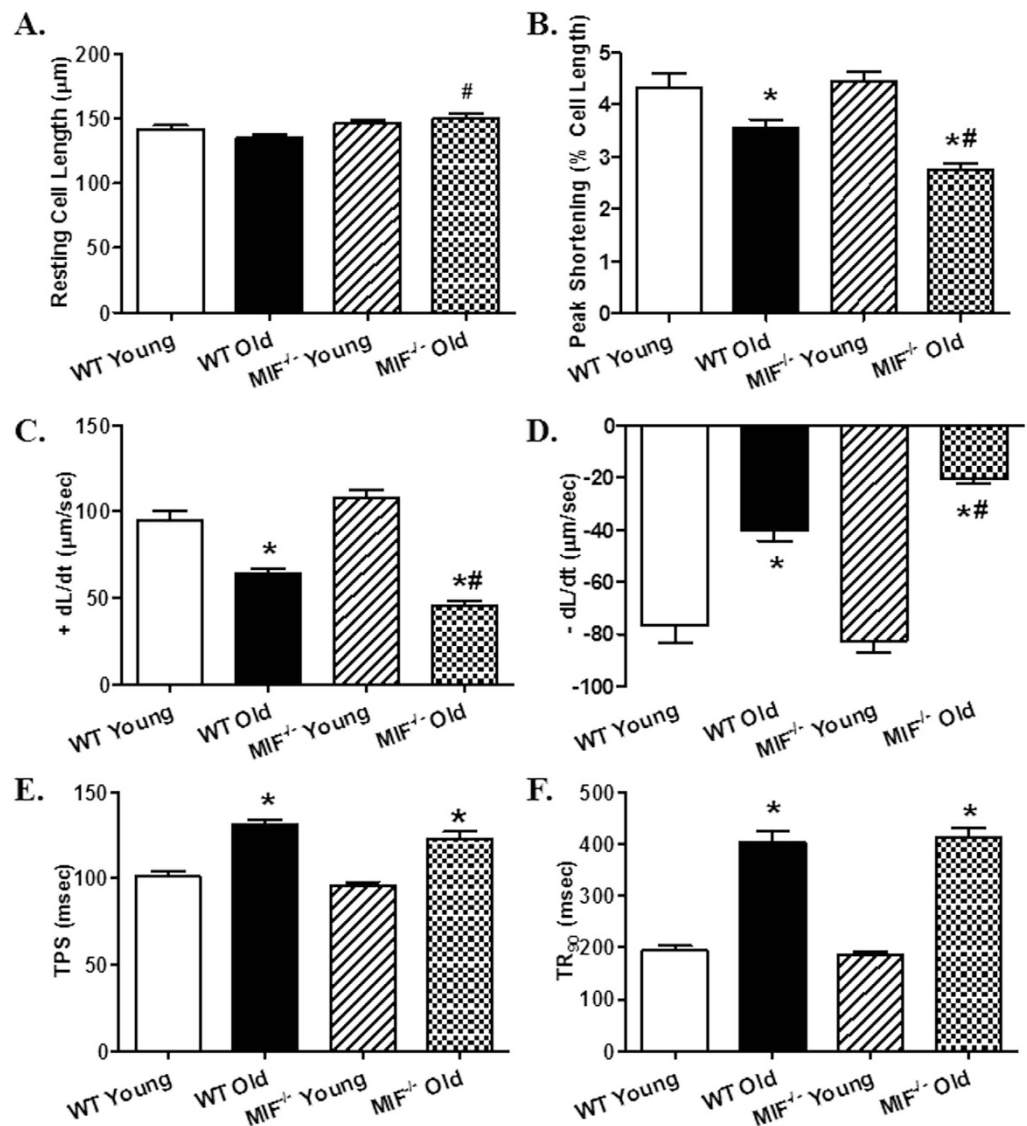 A.
Resting Cell Length (µm)
200
150
100
50
0
#
WT Young
WT Old
MIF-/- Young
MIF-/- Old
B.
Peak Shortening (% Cell Length)
5
4
3
2
1
0
*
*#
WT Young
WT Old
MIF-/- Young
MIF-/- Old
C.
+ dL/dt (µm/sec)
150
100
50
0
*
*#
WT Young
WT Old
MIF-/- Young
MIF-/- Old
D.
- dL/dt (µm/sec)
0
-20
-40
-60
-80
-100
*
*#
WT Young
WT Old
MIF-/- Young
MIF-/- Old
E.
TPS (msec)
150
100
50
0
*
*
WT Young
WT Old
MIF-/- Young
MIF-/- Old
F.
TR90 (msec)
500
400
300
200
100
0
*
*
WT Young
WT Old
MIF-/- Young
MIF-/- Old